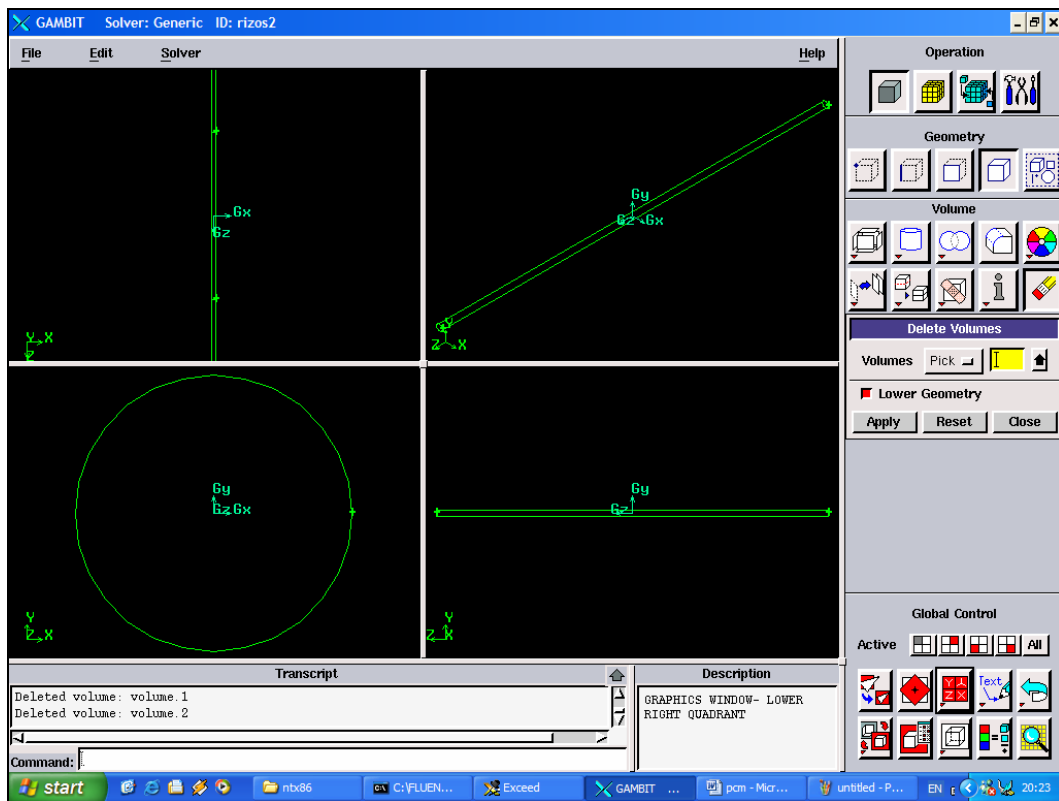 GAMBIT Solver: Generic ID: rizos2
File Edit Solver Help
Gx
Gz
Y X
Z
Gy
Gz Gx
Y
Z X
Gy
Gz Gx
Y
Z X
Gy
Gz
Y
Z X
Operation
Geometry
Volume
Delete Volumes
Volumes Pick
Lower Geometry
Apply Reset Close
Global Control
Active All
Y Z X
Text
Transcript
Deleted volume: volume.1
Deleted volume: volume.2
Command:
Description
GRAPHICS WINDOW- LOWER
RIGHT QUADRANT
start ntx86 C:\FLUEN... Exceed GAMBIT ... pcm - Micr... untitled - P... EN 20:23